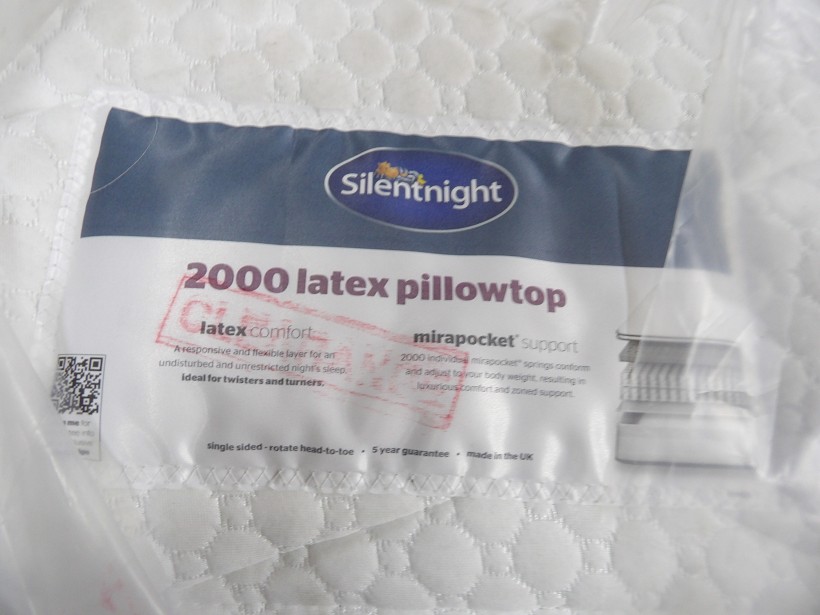 Silentnight
2000 latex pillowtop
CLEARANCE
latex comfort
A responsive and flexible layer for an
undisturbed and unrestricted night's sleep.
Ideal for twisters and turners.
mirapocket® support
2000 individual mirapocket® springs conform
and adjust to your body weight, resulting in
luxurious comfort and zoned support.
single sided - rotate head-to-toe • 5 year guarantee • made in the UK